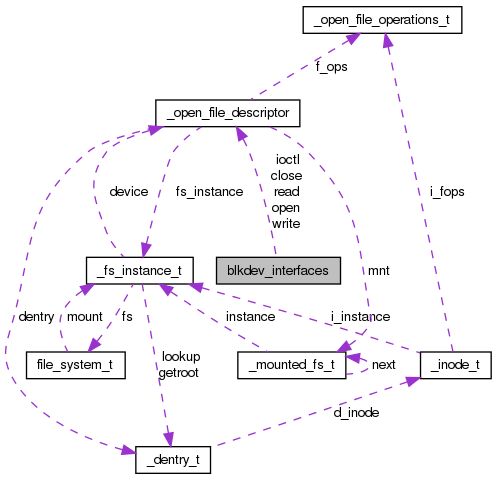 _open_file_operations_t
f_ops
_open_file_descriptor
ioctl
close
read
open
write
device
fs_instance
i_fops
_fs_instance_t
blkdev_interfaces
mnt
dentry
mount
fs
instance
i_instance
file_system_t
lookup
getroot
_mounted_fs_t
next
_inode_t
d_inode
_dentry_t